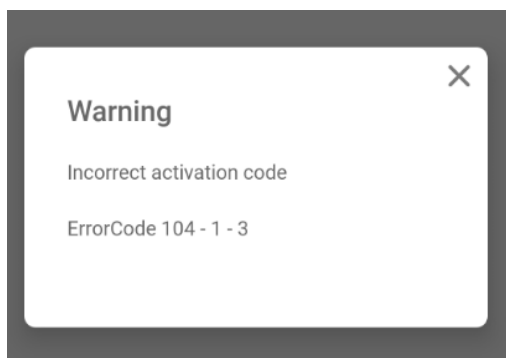 Warning
Incorrect activation code
ErrorCode 104 - 1 - 3